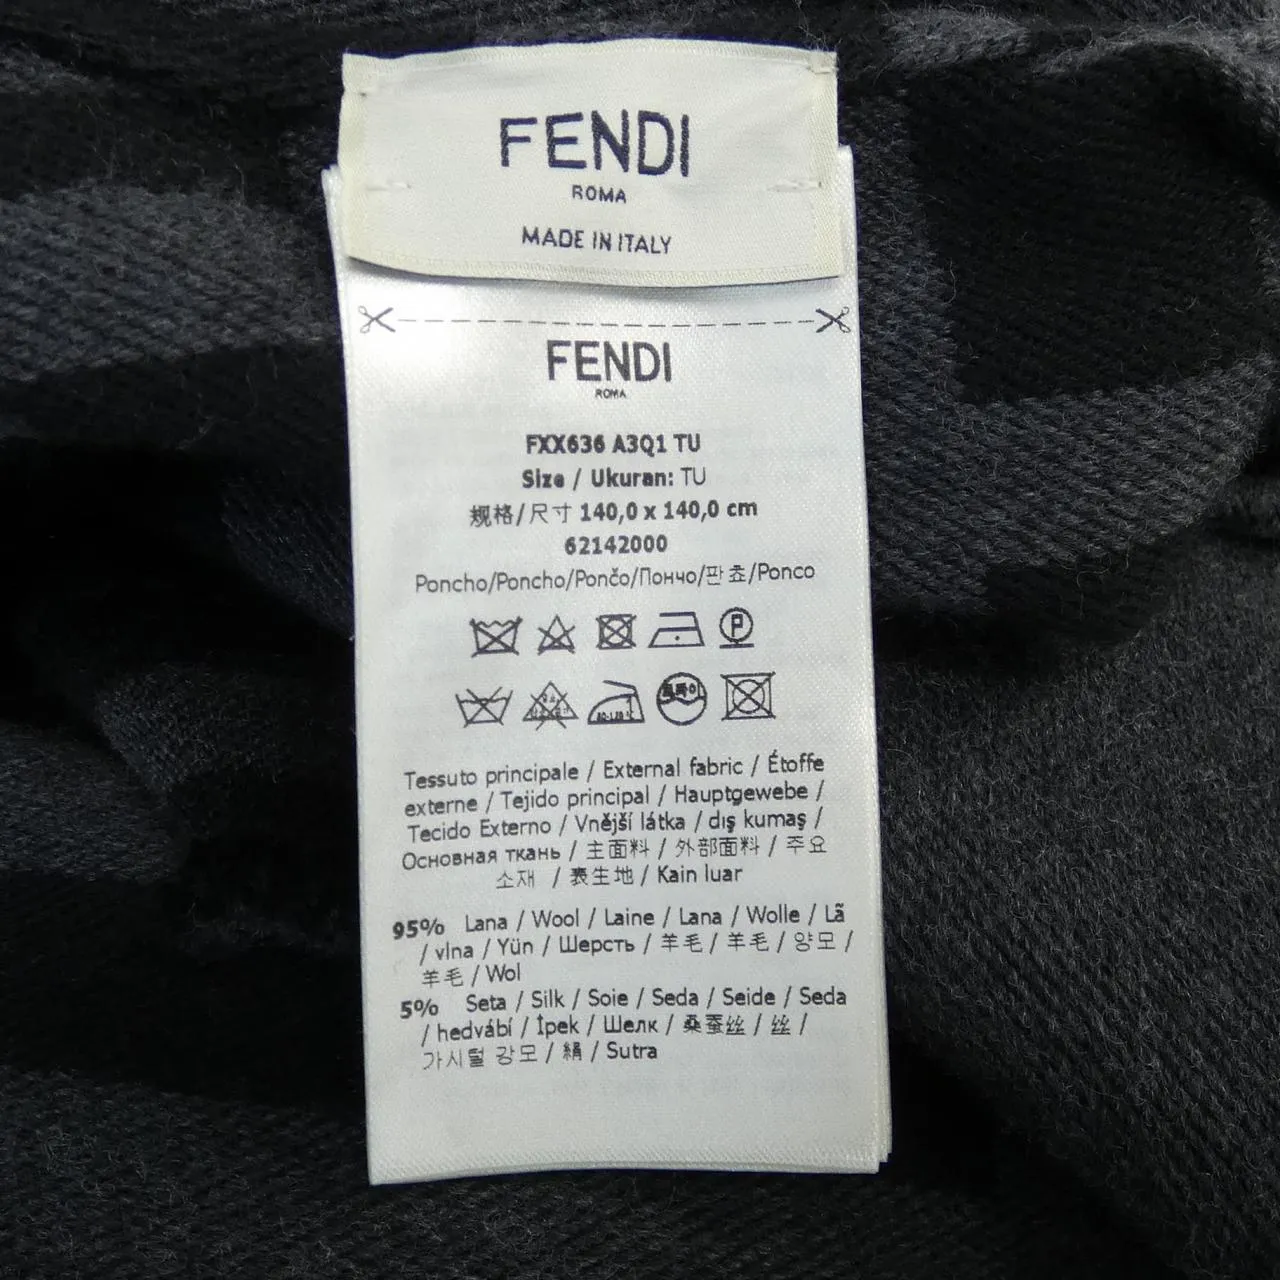 FENDI
ROMA
MADE IN ITALY
FENDI
ROMA
FXX636 A3Q1 TU
Size / Ukuran: TU
规格/尺寸 140,0 x 140,0 cm
62142000
Poncho/Poncho/Pončo/Пончо/판쵸/Ponco
P
Tessuto principale / External fabric / Étoffe
externe / Tejido principal / Hauptgewebe /
Tecido Externo / Vnější látka / dış kumaş /
Основная ткань / 主面料 / 外部面料 / 주요
소재 / 表生地 / Kain luar
95% Lana / Wool / Laine / Lana / Wolle / Lã
/ vlna / Yün / Шерсть / 羊毛 / 羊毛 / 양모 /
羊毛 / Wol
5% Seta / Silk / Soie / Seda / Seide / Seda
/ hedvábí / İpek / Шелк / 桑蚕丝 / 丝 /
가시털 강모 / 絹 / Sutra